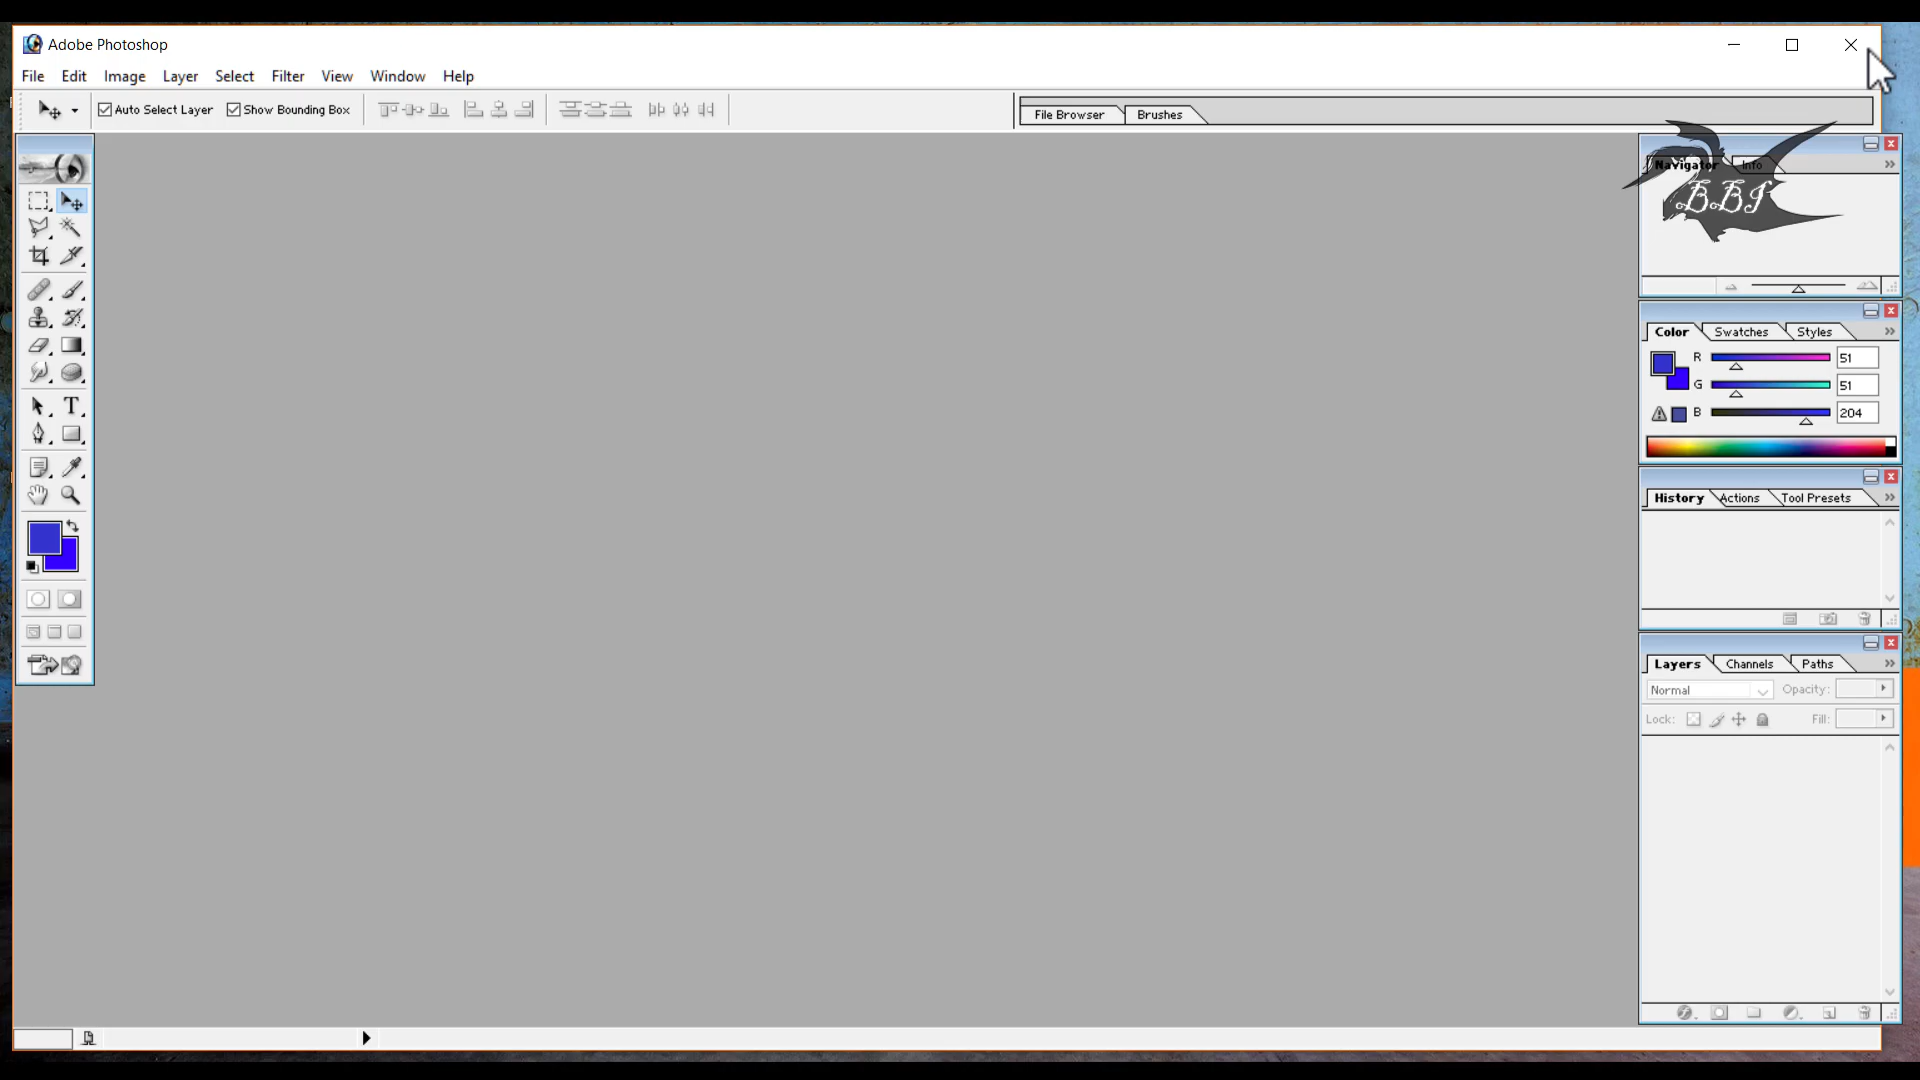 Adobe Photoshop
File Edit Image Layer Select Filter View Window Help
Auto Select Layer Show Bounding Box File Browser Brushes
Navigator Info
BBI
Color Swatches Styles
R 51
G 51
B 204
History Actions Tool Presets
Layers Channels Paths
Normal Opacity:
Lock: Fill:
T